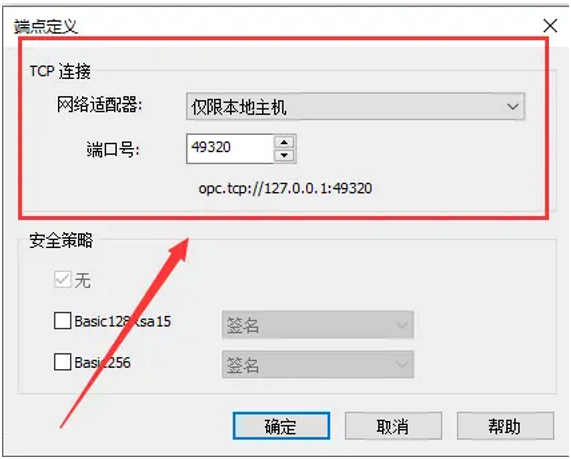 端点定义
TCP 连接
网络适配器: 仅限本地主机
端口号: 49320
opc.tcp://127.0.0.1:49320
安全策略
无
Basic128Rsa15 签名
Basic256 签名
确定 取消 帮助